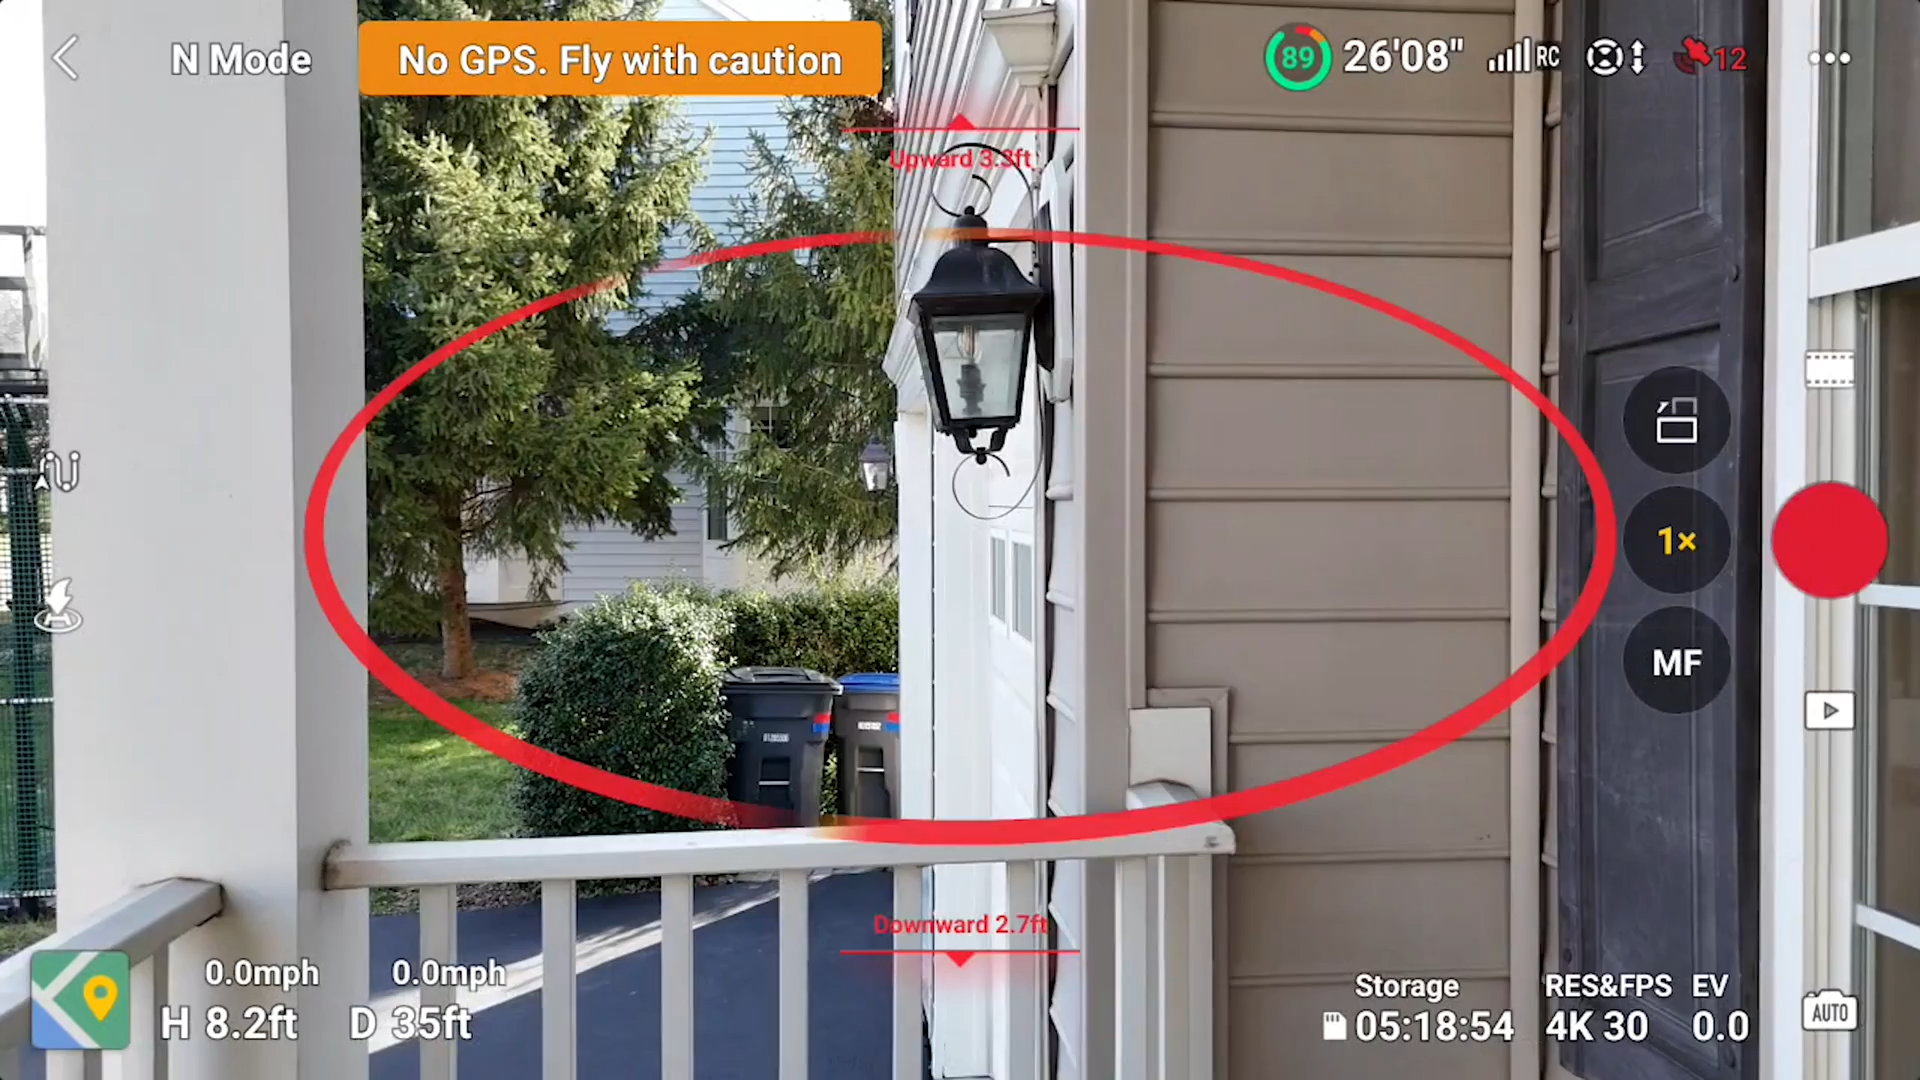 N Mode
No GPS. Fly with caution
89
26'08"
RC
12
Upward 3.3ft
1×
MF
Downward 2.7ft
0.0mph
0.0mph
H 8.2ft
D 35ft
Storage
05:18:54
RES&FPS
4K 30
EV
0.0
AUTO